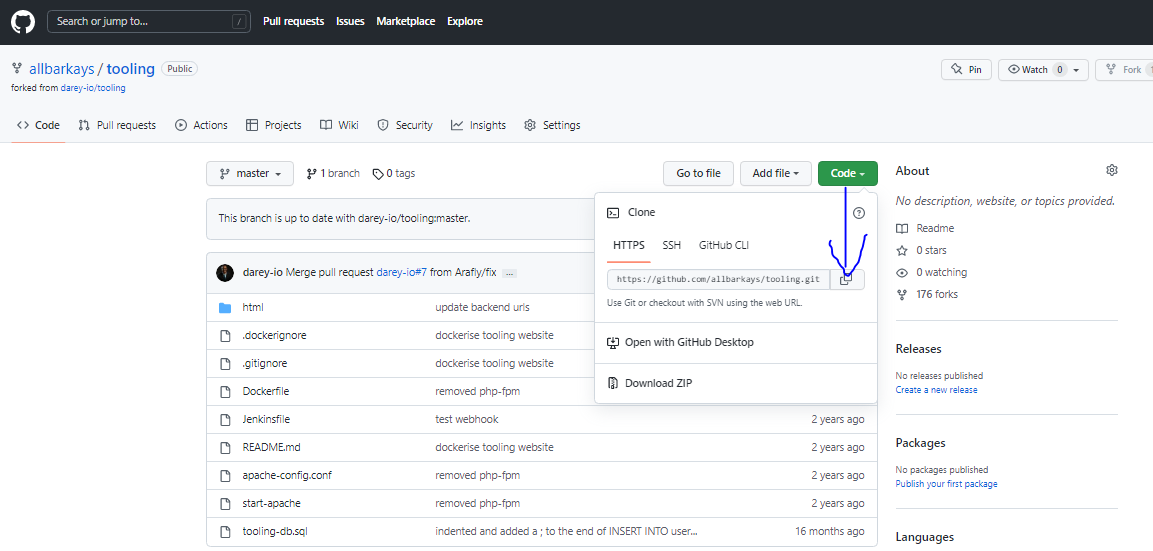 Search or jump to... / Pull requests Issues Marketplace Explore
allbarkays / tooling Public Pin Watch 0 Fork 1
forked from darey-io/tooling
Code Pull requests Actions Projects Wiki Security Insights Settings
master 1 branch 0 tags Go to file Add file Code
About
No description, website, or topics provided.
Readme
0 stars
0 watching
176 forks
This branch is up to date with darey-io/tooling:master.
Clone
HTTPS SSH GitHub CLI
https://github.com/allbarkays/tooling.git
Use Git or checkout with SVN using the web URL.
Open with GitHub Desktop
Download ZIP
darey-io Merge pull request darey-io#7 from Arafly/fix ...
html update backend urls
.dockerignore dockerise tooling website
.gitignore dockerise tooling website
Dockerfile removed php-fpm
Jenkinsfile test webhook 2 years ago
README.md dockerise tooling website 2 years ago
apache-config.conf removed php-fpm 2 years ago
start-apache removed php-fpm 2 years ago
tooling-db.sql indented and added a ; to the end of INSERT INTO user... 16 months ago
Releases
No releases published
Create a new release
Packages
No packages published
Publish your first package
Languages